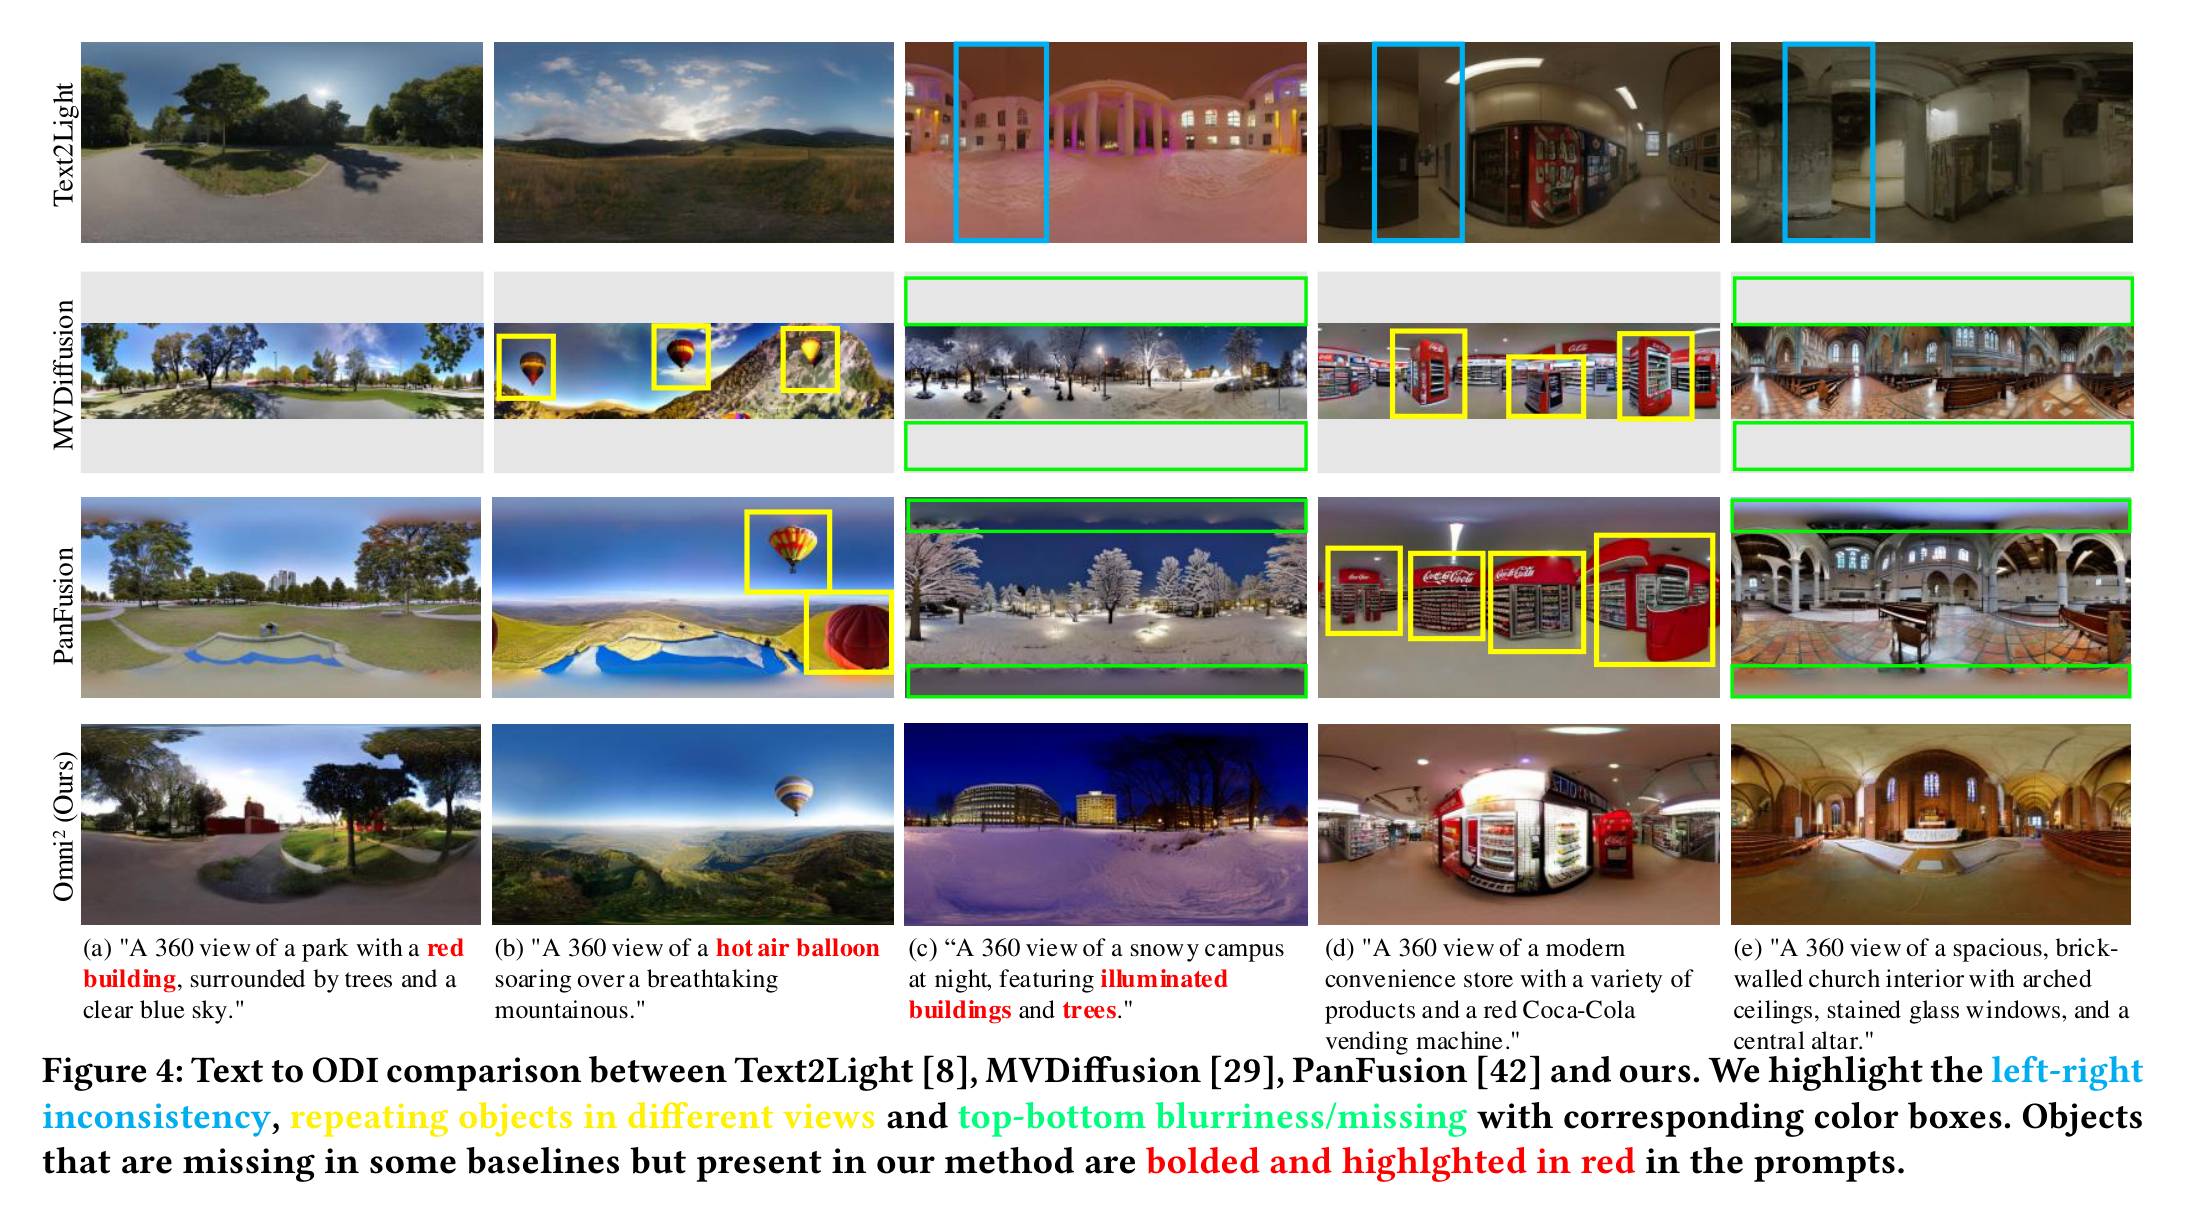 Text2Light
MVDiffusion
PanFusion
Omni² (Ours)
(a) "A 360 view of a park with a red
building, surrounded by trees and a
clear blue sky."
(b) "A 360 view of a hot air balloon
soaring over a breathtaking
mountainous."
(c) “A 360 view of a snowy campus
at night, featuring illuminated
buildings and trees."
(d) "A 360 view of a modern
convenience store with a variety of
products and a red Coca-Cola
vending machine."
(e) "A 360 view of a spacious, brick-
walled church interior with arched
ceilings, stained glass windows, and a
central altar."
Figure 4: Text to ODI comparison between Text2Light [8], MVDiffusion [29], PanFusion [42] and ours. We highlight the left-right
inconsistency, repeating objects in different views and top-bottom blurriness/missing with corresponding color boxes. Objects
that are missing in some baselines but present in our method are bolded and highlghted in red in the prompts.